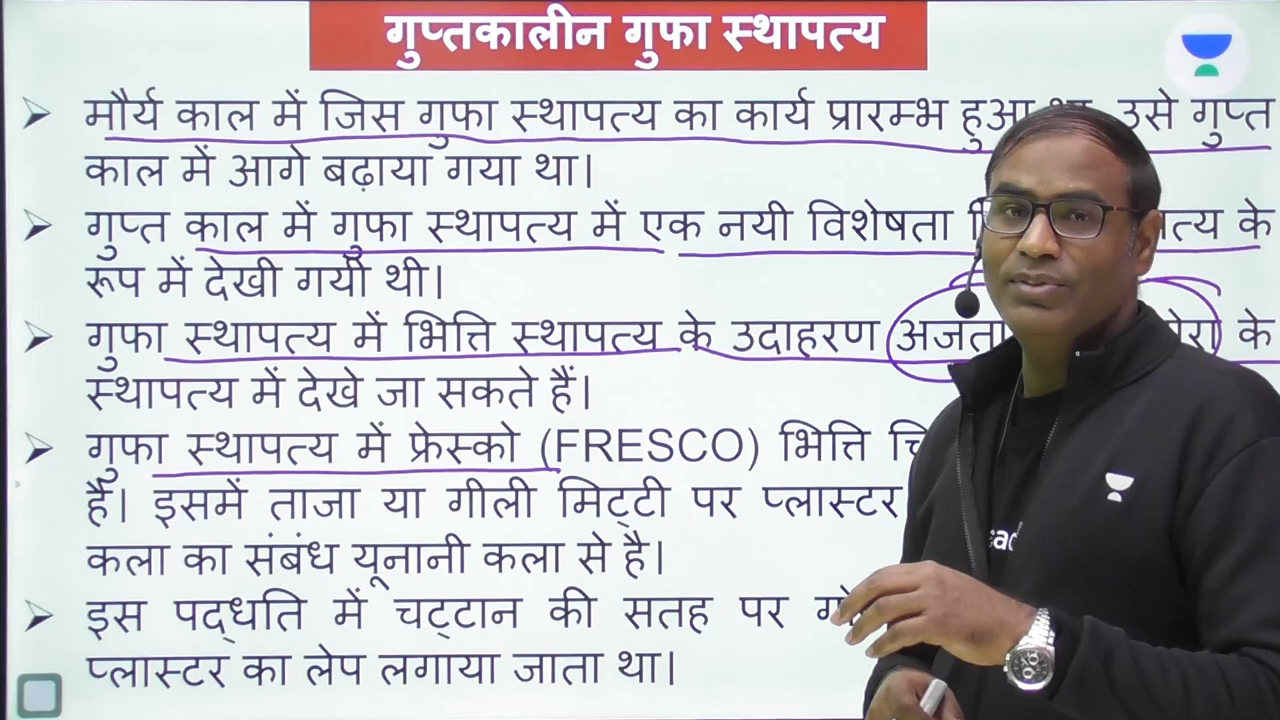 गुप्तकालीन गुफा स्थापत्य
मौर्य काल में जिस गुफा स्थापत्य का कार्य प्रारम्भ हुआ उसे गुप्त
काल में आगे बढ़ाया गया था।
गुप्त काल में गुफा स्थापत्य में एक नयी विशेषता के
रूप में देखी गयी थी।
गुफा स्थापत्य में भित्ति स्थापत्य के उदाहरण के
स्थापत्य में देखे जा सकते हैं।
गुफा स्थापत्य में फ्रेस्को (FRESCO) भित्ति
है। इसमें ताजा या गीली मिट्टी पर प्लास्टर
कला का संबंध यूनानी कला से है।
इस पद्धति में चट्टान की सतह पर
प्लास्टर का लेप लगाया जाता था।